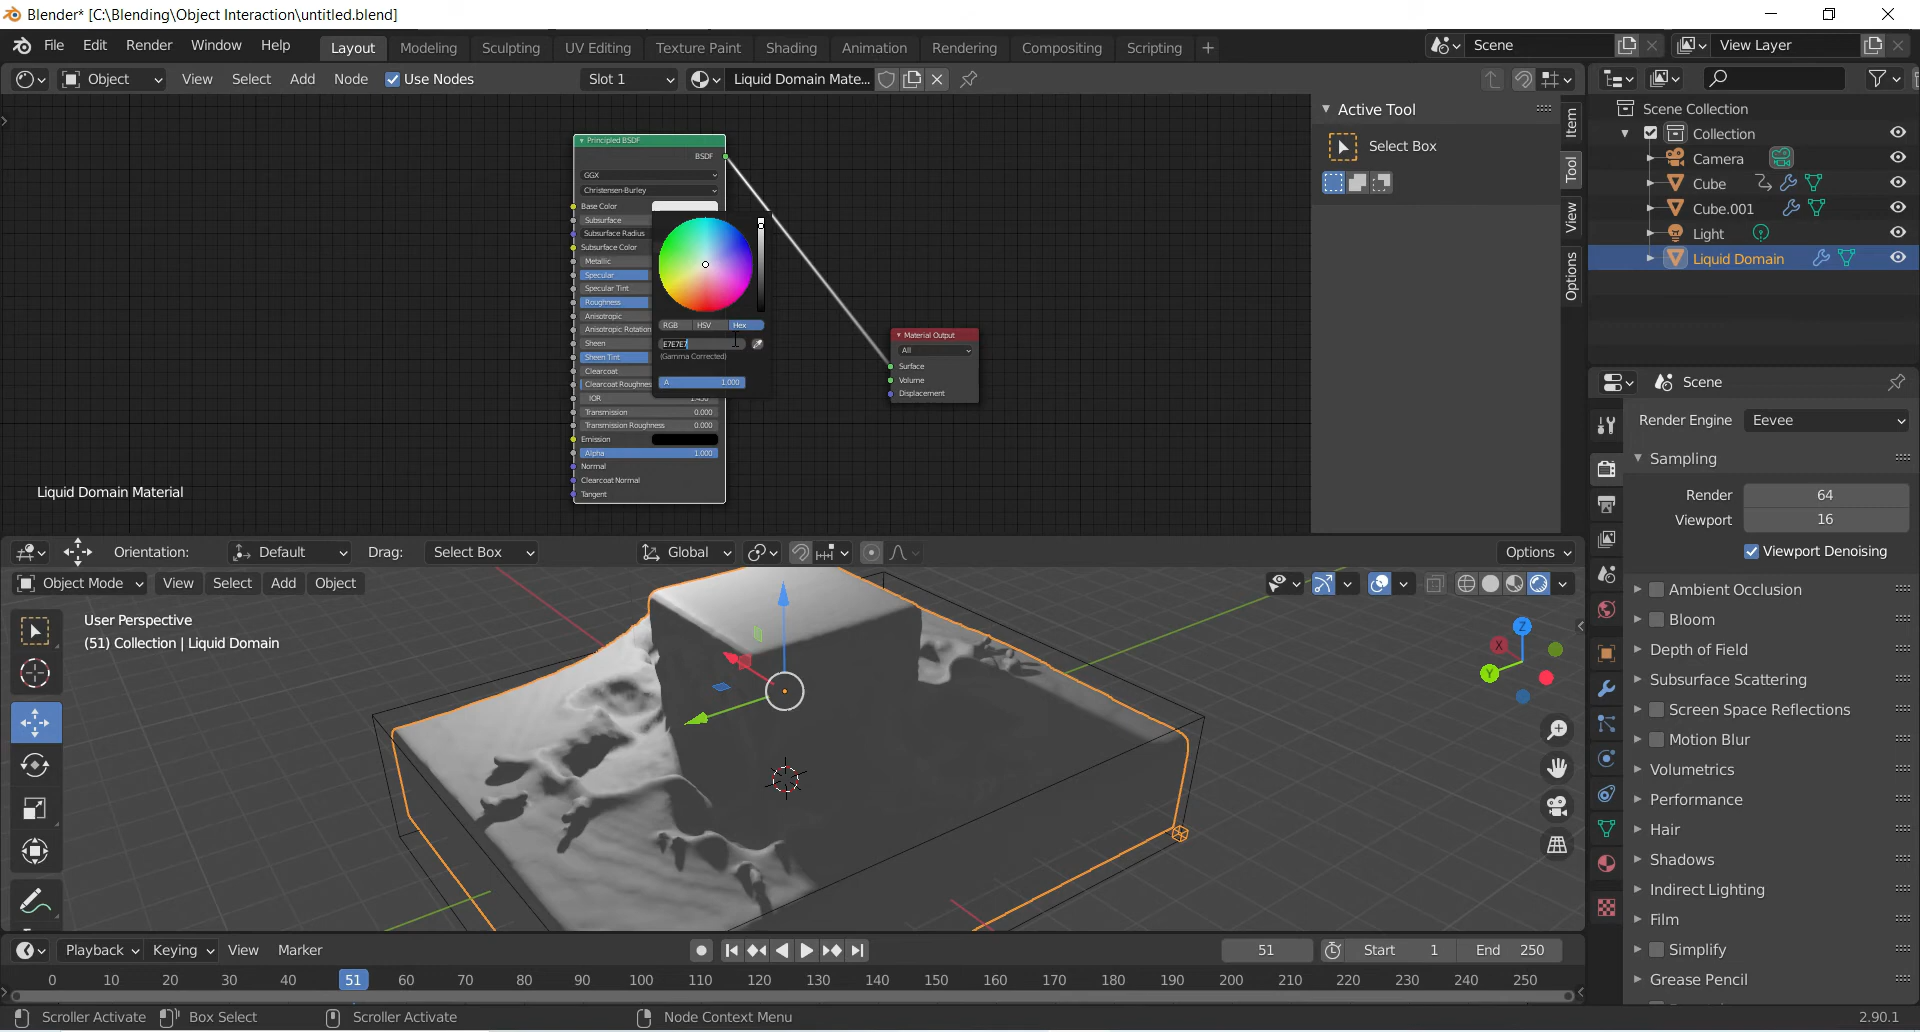 Blender* [C:\Blending\Object Interaction\untitled.blend]
File Edit Render Window Help Layout Modeling Sculpting UV Editing Texture Paint Shading Animation Rendering Compositing Scripting + Scene View Layer
Object View Select Add Node Use Nodes Slot 1 Liquid Domain Mate...
Active Tool
Select Box
Item
Tool
View
Options
Scene Collection
Collection
Camera
Cube
Cube.001
Light
Liquid Domain
Principled BSDF
BSDF
GGX
Christensen-Burley
Base Color
Subsurface
Subsurface Radius
Subsurface Color
Metallic
Specular
Specular Tint
Roughness
Anisotropic
Anisotropic Rotation
Sheen
Sheen Tint
Clearcoat
Clearcoat Roughness
IOR 1.450
Transmission 0.000
Transmission Roughness 0.000
Emission
Alpha 1.000
Normal
Clearcoat Normal
Tangent
RGB HSV Hex
E7E7E7
(Gamma Corrected)
A 1.000
Material Output
All
Surface
Volume
Displacement
Liquid Domain Material
Scene
Render Engine Eevee
Sampling
Render 64
Viewport 16
Viewport Denoising
Ambient Occlusion
Bloom
Depth of Field
Subsurface Scattering
Screen Space Reflections
Motion Blur
Volumetrics
Performance
Hair
Shadows
Indirect Lighting
Film
Simplify
Grease Pencil
Orientation: Default Drag: Select Box Global Options
Object Mode View Select Add Object
User Perspective
(51) Collection | Liquid Domain
Z
X
Y
Playback Keying View Marker 51 Start 1 End 250
0 10 20 30 40 51 60 70 80 90 100 110 120 130 140 150 160 170 180 190 200 210 220 230 240 250
Scroller Activate Box Select Scroller Activate Node Context Menu 2.90.1